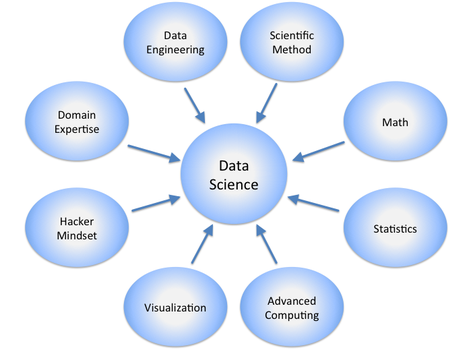 Data
Engineering
Scientific
Method
Domain
Expertise
Math
Data
Science
Hacker
Mindset
Statistics
Visualization
Advanced
Computing